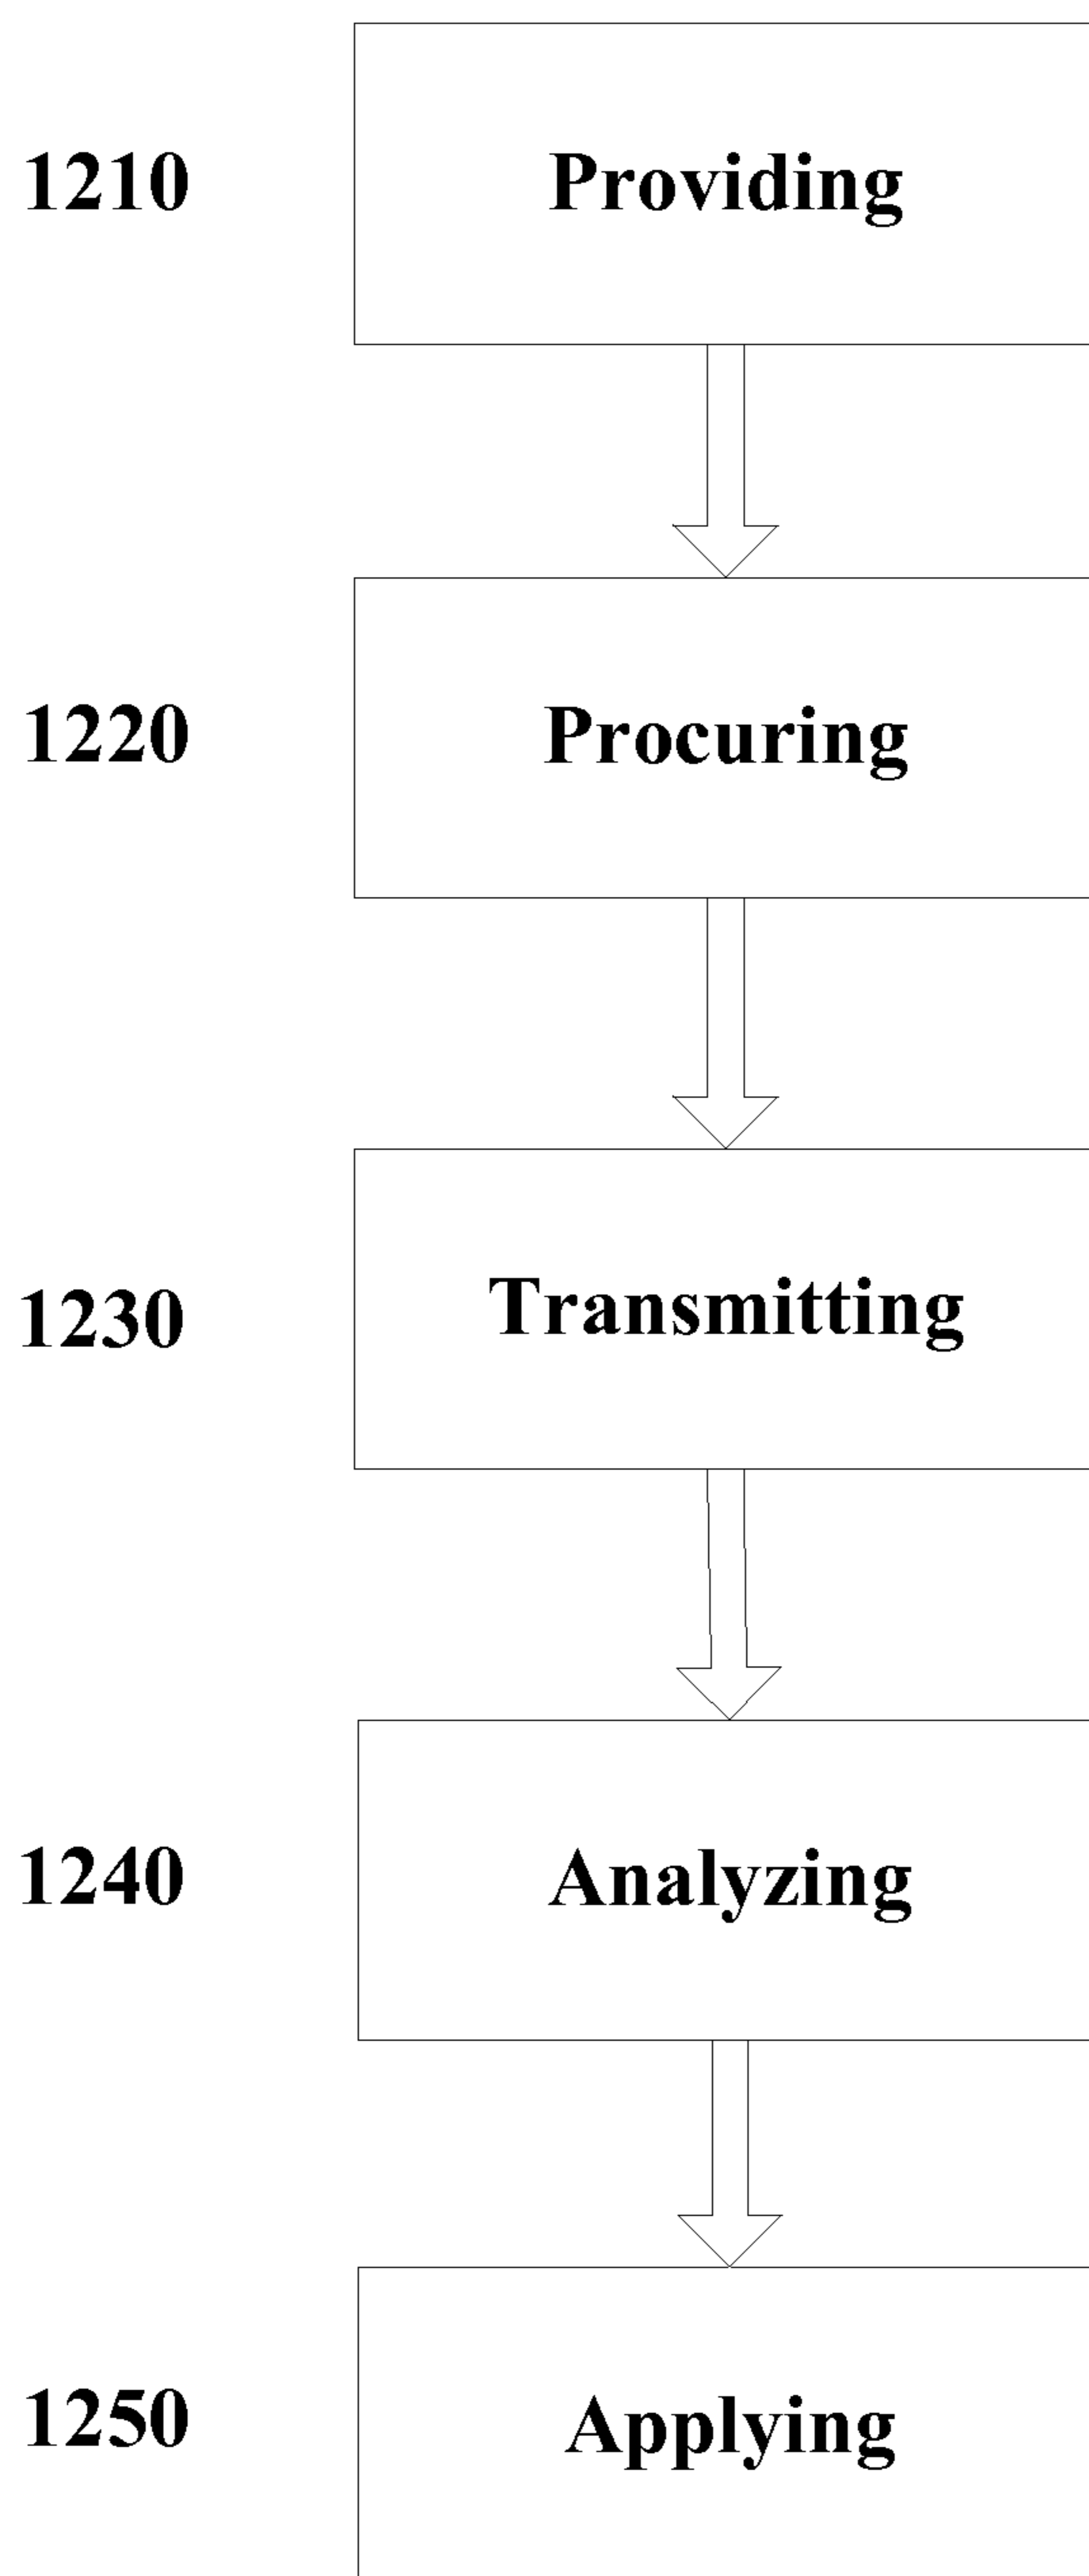 1210 Providing
1220 Procuring
1230 Transmitting
1240 Analyzing
1250 Applying